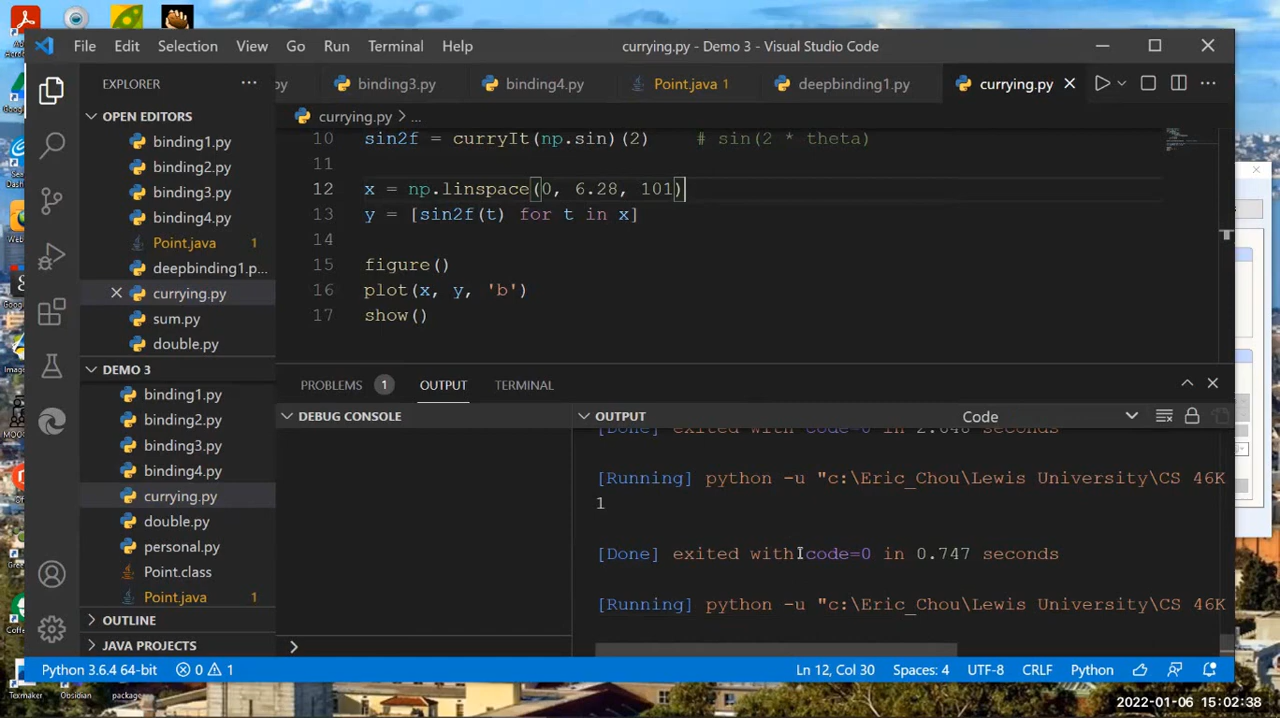 File Edit Selection View Go Run Terminal Help
currying.py - Demo 3 - Visual Studio Code
EXPLORER
OPEN EDITORS
binding1.py
binding2.py
binding3.py
binding4.py
Point.java 1
deepbinding1.p...
currying.py
sum.py
double.py
DEMO 3
binding1.py
binding2.py
binding3.py
binding4.py
currying.py
double.py
personal.py
Point.class
Point.java 1
OUTLINE
JAVA PROJECTS
py binding3.py binding4.py Point.java 1 deepbinding1.py currying.py
currying.py > ...
10 sin2f = curryIt(np.sin)(2) # sin(2 * theta)
11
12 x = np.linspace(0, 6.28, 101)
13 y = [sin2f(t) for t in x]
14
15 figure()
16 plot(x, y, 'b')
17 show()
PROBLEMS 1 OUTPUT TERMINAL
DEBUG CONSOLE
OUTPUT Code
[Done] exited with code=0 in 2.648 seconds
[Running] python -u "c:\Eric_Chou\Lewis University\CS 46K
1
[Done] exited with code=0 in 0.747 seconds
[Running] python -u "c:\Eric_Chou\Lewis University\CS 46K
Python 3.6.4 64-bit 0 1 Ln 12, Col 30 Spaces: 4 UTF-8 CRLF Python
Texmaker Obsidian package
2022-01-06 15:02:38